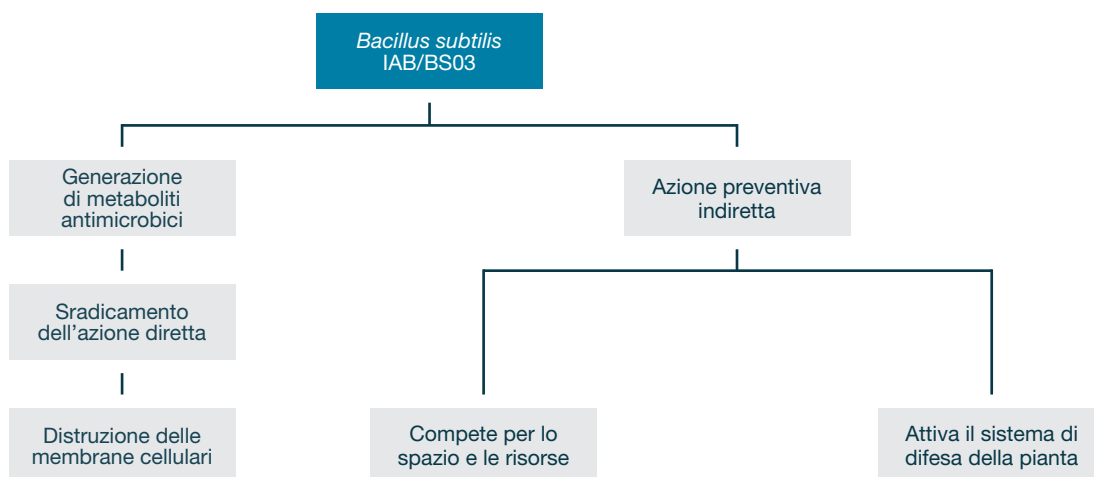 Bacillus subtilis
IAB/BS03
Generazione
di metaboliti
antimicrobici
Azione preventiva
indiretta
Sradicamento
dell’azione diretta
Distruzione delle
membrane cellulari
Compete per lo
spazio e le risorse
Attiva il sistema di
difesa della pianta